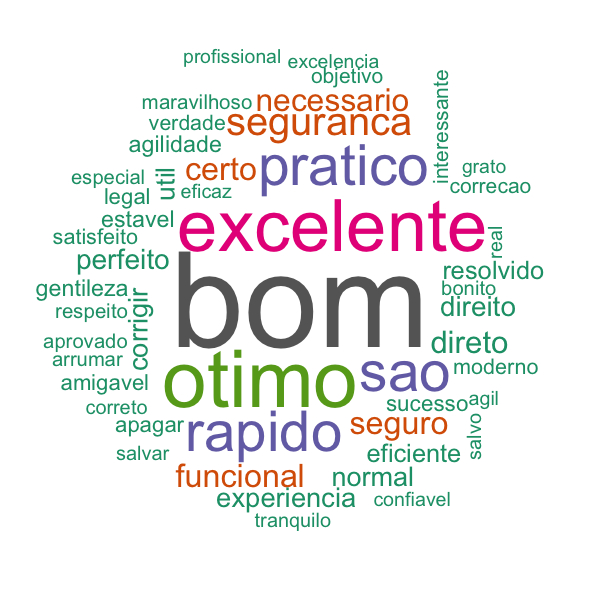 profissional
excelencia
objetivo
maravilhoso
necessario
interessante
verdade
seguranca
agilidade
certo
pratico
grato
especial
util
eficaz
correcao
legal
estavel
excelente
real
satisfeito
perfeito
resolvido
gentileza
bom
bonito
respeito
corrigir
direito
aprovado
direto
arrumar
otimo
sao
moderno
amigavel
correto
sucesso
agil
apagar
rapido
seguro
salvo
salvar
eficiente
funcional
normal
experiencia
confiavel
tranquilo